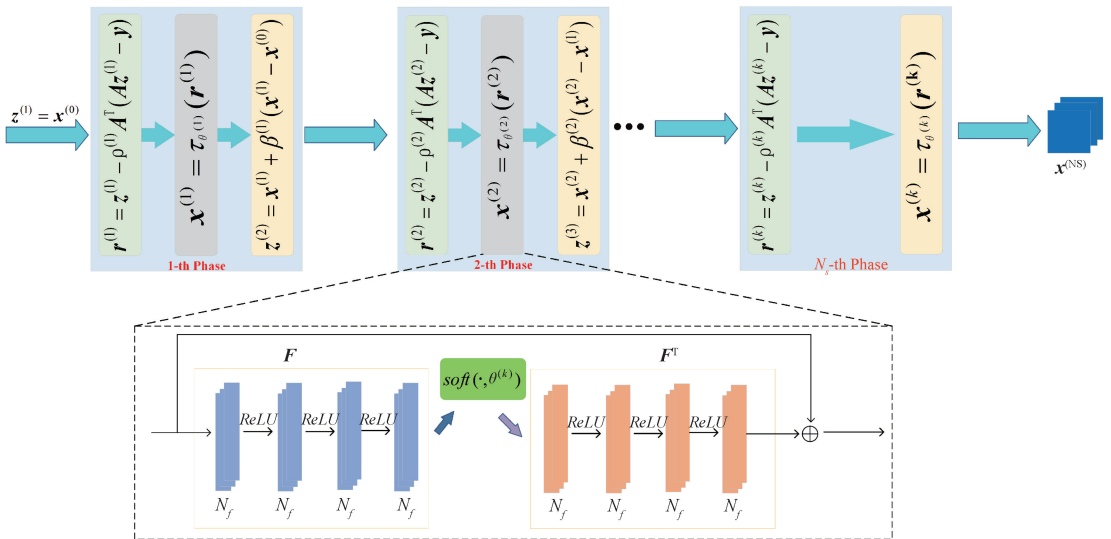 z^(1) = x^(0)
r^(1) = z^(1) − ρ^(1) A^T (Az^(1) − y)
x^(1) = τ_θ^(1) (r^(1))
z^(2) = x^(1) + β^(1) (x^(1) − x^(0))
1-th Phase
r^(2) = z^(2) − ρ^(2) A^T (Az^(2) − y)
x^(2) = τ_θ^(2) (r^(2))
z^(3) = x^(2) + β^(2) (x^(2) − x^(1))
2-th Phase
•••
r^(k) = z^(k) − ρ^(k) A^T (Az^(k) − y)
x^(k) = τ_θ^(k) (r^(k))
N_s-th Phase
x^(NS)
F
ReLU ReLU ReLU
N_f N_f N_f N_f
soft(·,θ^(k))
F^T
ReLU ReLU ReLU
N_f N_f N_f N_f